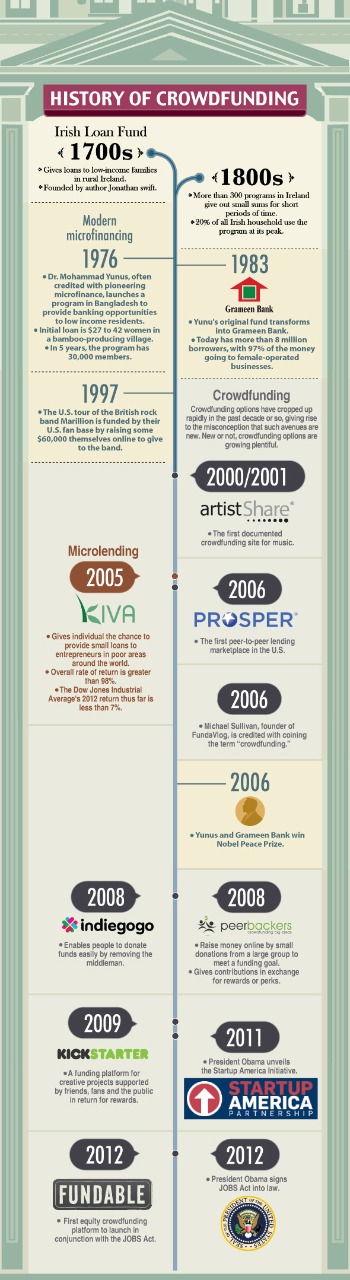 HISTORY OF CROWDFUNDING
Irish Loan Fund
1700s
Gives loans to low-income families
in rural Ireland.
Founded by author Jonathan swift.
1800s
More than 300 programs in Ireland
give out small sums for short
periods of time.
20% of all Irish household use the
program at its peak.
Modern
microfinancing
1976
Dr. Mohammad Yunus, often
credited with pioneering
microfinance, launches a
program in Bangladesh to
provide banking opportunities
to low income residents.
Initial loan is $27 to 42 women in
a bamboo-producing village.
In 5 years, the program has
30,000 members.
1983
Grameen Bank
Yunu's original fund transforms
into Grameen Bank.
Today has more than 8 million
borrowers, with 97% of the money
going to female-operated
businesses.
1997
The U.S. tour of the British rock
band Marillion is funded by their
U.S. fan base by raising some
$60,000 themselves online to give
to the band.
Crowdfunding
Crowdfunding options have cropped up
rapidly in the past decade or so, giving rise
to the misconception that such avenues are
new. New or not, crowdfunding options are
growing plentiful.
2000/2001
artistShare
The first documented
crowdfunding site for music.
Microlending
2005
KIVA
Gives individual the chance to
provide small loans to
entrepreneurs in poor areas
around the world.
Overall rate of return is greater
than 98%.
The Dow Jones Industrial
Average's 2012 return thus far is
less than 7%.
2006
PROSPER
The first peer-to-peer lending
marketplace in the U.S.
2006
Michael Sullivan, founder of
FundaVlog, is credited with coining
the term "crowdfunding."
2006
Yunus and Grameen Bank win
Nobel Peace Prize.
2008
indiegogo
Enables people to donate
funds easily by removing the
middleman.
2008
peerbackers
crowdfunding big ideas
Raise money online by small
donations from a large group to
meet a funding goal.
Gives contributions in exchange
for rewards or perks.
2009
KICKSTARTER
A funding platform for
creative projects supported
by friends, fans and the public
in return for rewards.
2011
President Obama unveils
the Startup America Initiative.
STARTUP
AMERICA
PARTNERSHIP
2012
FUNDABLE
First equity crowdfunding
platform to launch in
conjunction with the JOBS Act.
2012
President Obama signs
JOBS Act into law.
SEAL OF THE PRESIDENT OF THE UNITED STATES